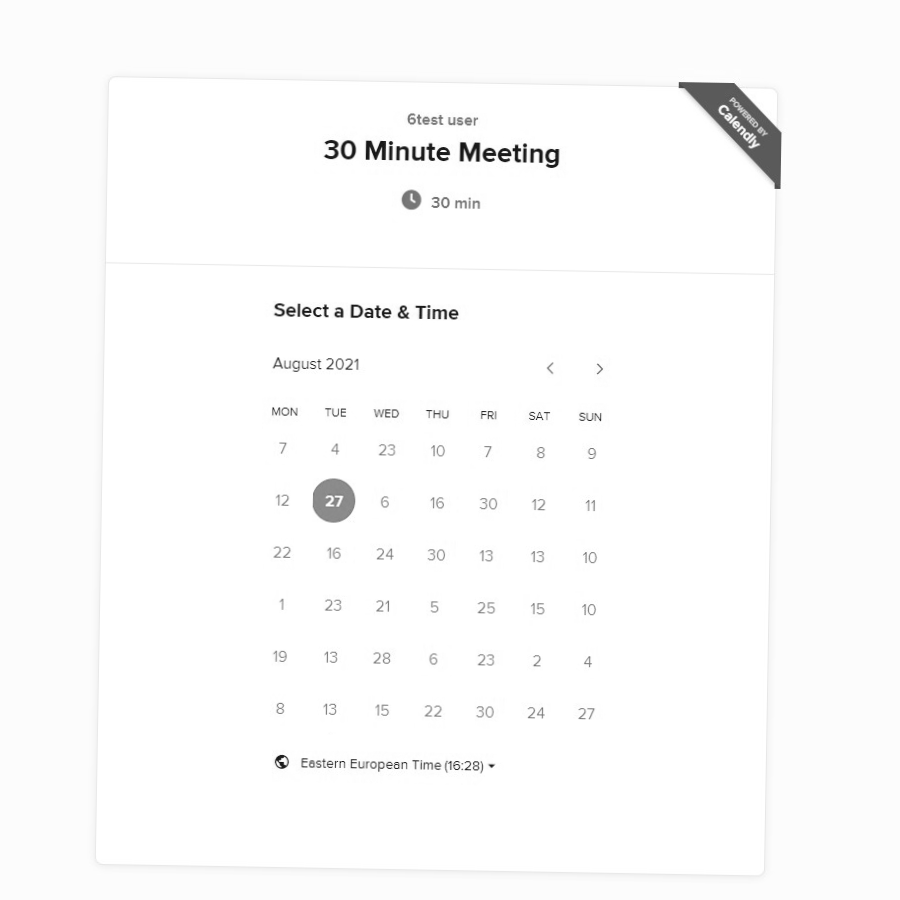 POWERED BY
Calendly
6test user
30 Minute Meeting
30 min
Select a Date & Time
August 2021
MON TUE WED THU FRI SAT SUN
7 4 23 10 7 8 9
12 27 6 16 30 12 11
22 16 24 30 13 13 10
1 23 21 5 25 15 10
19 13 28 6 23 2 4
8 13 15 22 30 24 27
Eastern European Time (16:28)